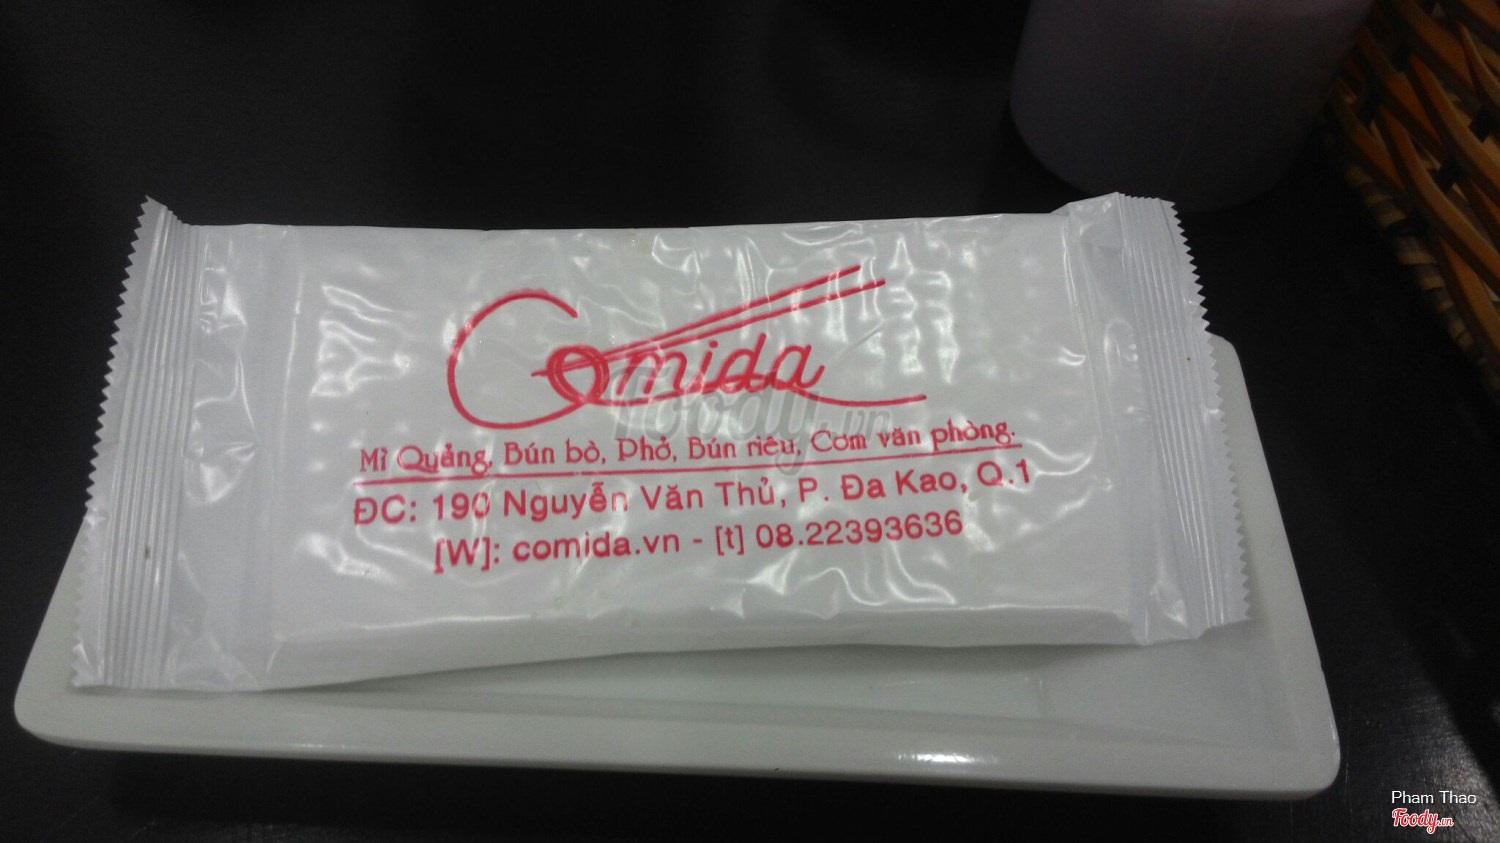 Comida
Mì Quảng, Bún bò, Phở, Bún riêu, Cơm văn phòng.
ĐC: 190 Nguyễn Văn Thủ, P. Đa Kao, Q.1
[W]: comida.vn - [t] 08.22393636
Foody.vn
Pham Thao
Foody.vn